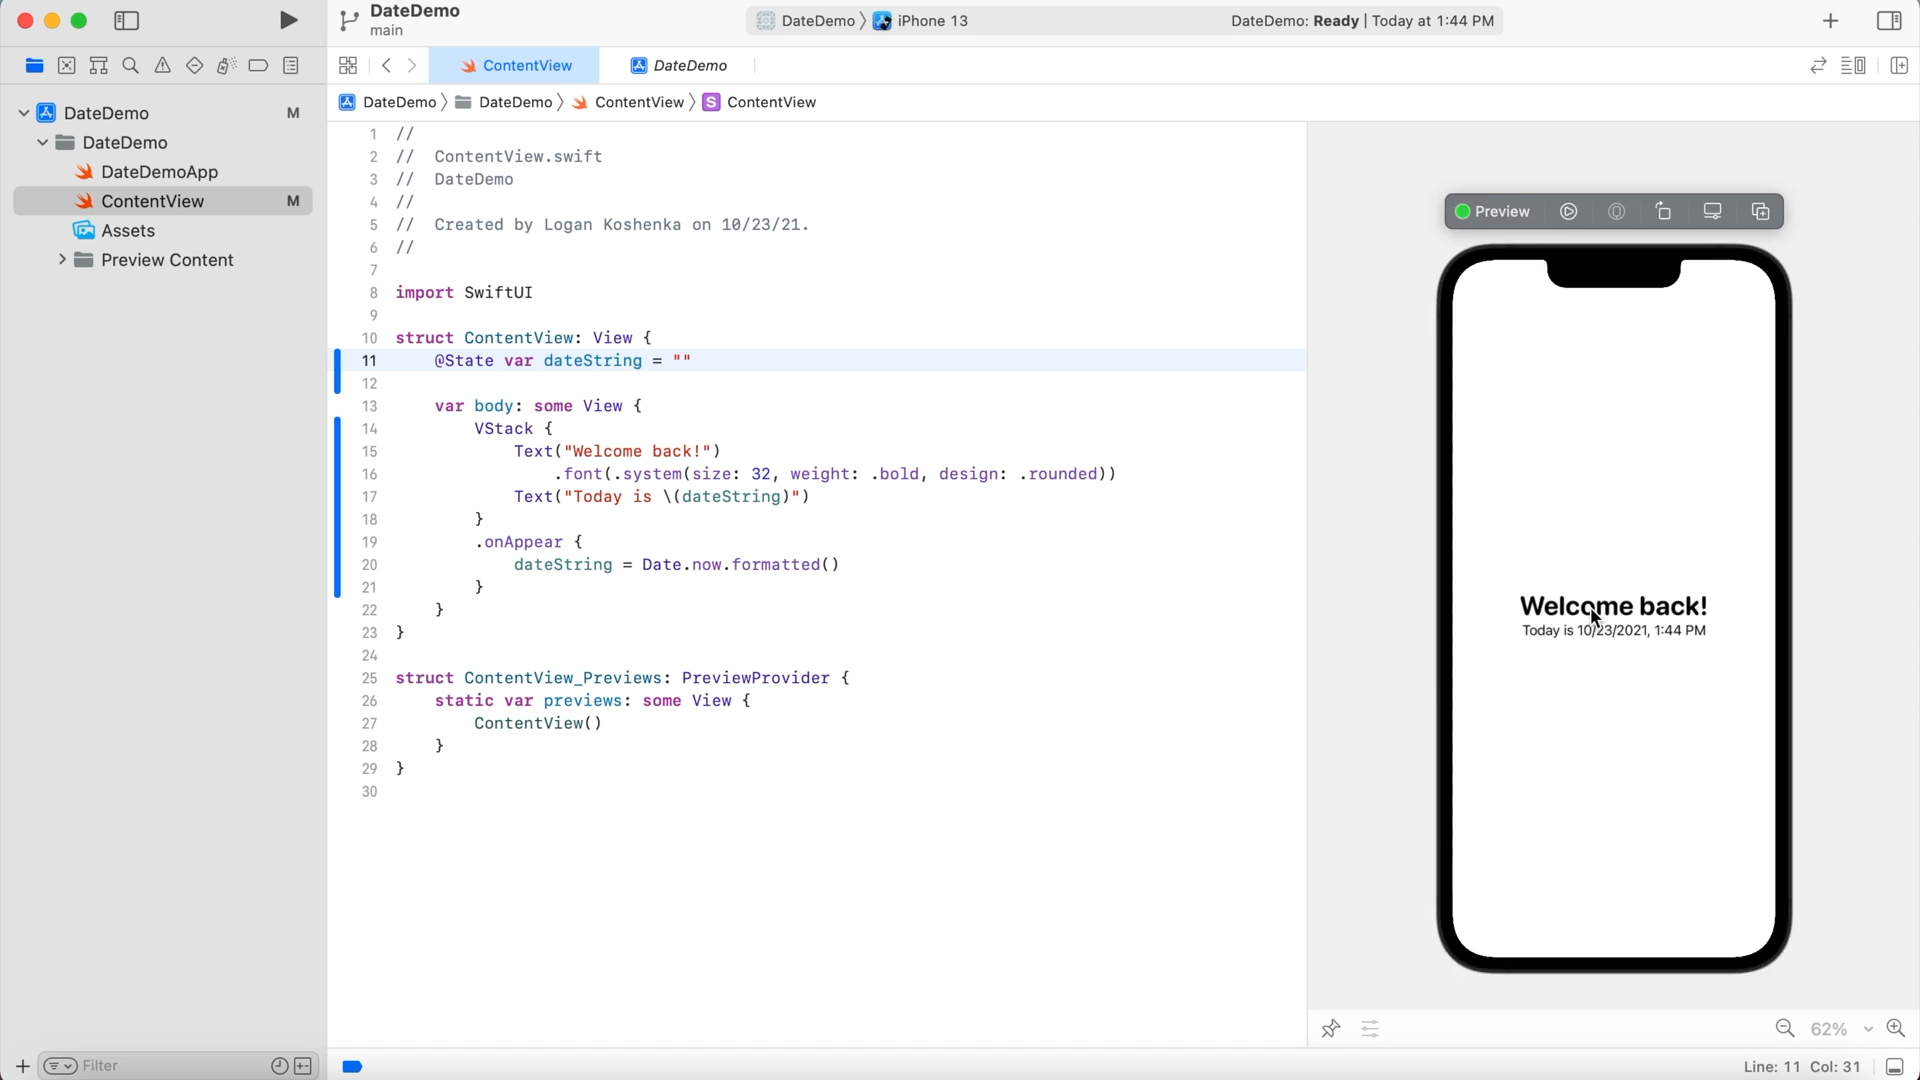 DateDemo
main
DateDemo 〉 iPhone 13
DateDemo: Ready | Today at 1:44 PM
ContentView
DateDemo
DateDemo 〉 DateDemo 〉 ContentView 〉 S ContentView
DateDemo M
DateDemo
DateDemoApp
ContentView M
Assets
Preview Content
1 //
2 //  ContentView.swift
3 //  DateDemo
4 //
5 //  Created by Logan Koshenka on 10/23/21.
6 //
7
8 import SwiftUI
9
10 struct ContentView: View {
11     @State var dateString = ""
12
13     var body: some View {
14         VStack {
15             Text("Welcome back!")
16                 .font(.system(size: 32, weight: .bold, design: .rounded))
17             Text("Today is \(dateString)")
18         }
19         .onAppear {
20             dateString = Date.now.formatted()
21         }
22     }
23 }
24
25 struct ContentView_Previews: PreviewProvider {
26     static var previews: some View {
27         ContentView()
28     }
29 }
30
Preview
Welcome back!
Today is 10/23/2021, 1:44 PM
62%
Filter
Line: 11 Col: 31